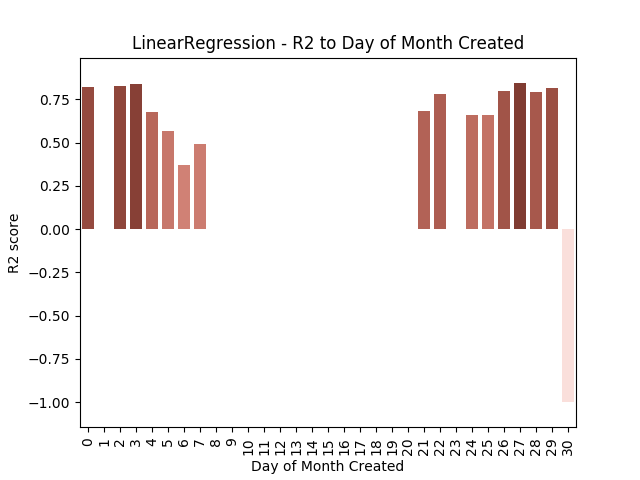 LinearRegression - R2 to Day of Month Created
R2 score
0.75
0.50
0.25
0.00
−0.25
−0.50
−0.75
−1.00
0 1 2 3 4 5 6 7 8 9 10 11 12 13 14 15 16 17 18 19 20 21 22 23 24 25 26 27 28 29 30
Day of Month Created